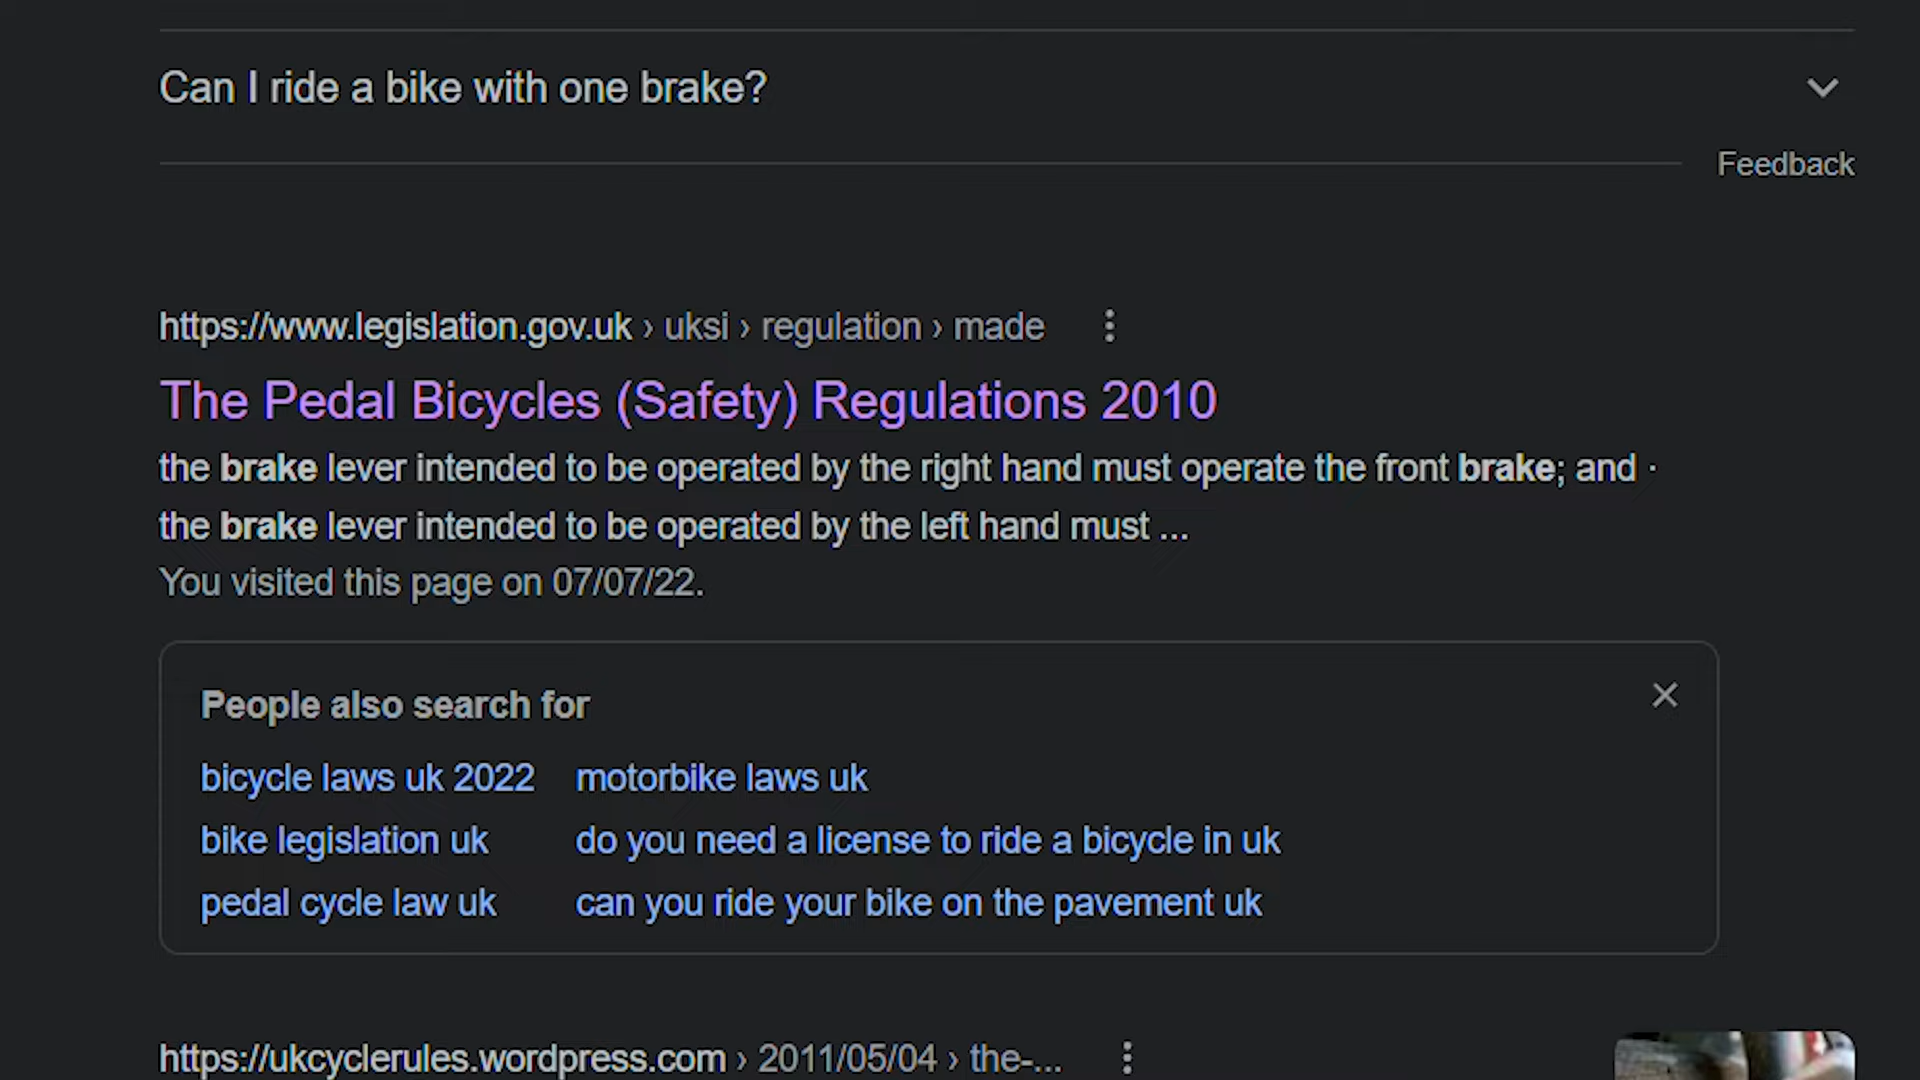 Can I ride a bike with one brake?
Feedback
https://www.legislation.gov.uk › uksi › regulation › made
The Pedal Bicycles (Safety) Regulations 2010
the brake lever intended to be operated by the right hand must operate the front brake; and ·
the brake lever intended to be operated by the left hand must ...
You visited this page on 07/07/22.
People also search for
bicycle laws uk 2022 motorbike laws uk
bike legislation uk do you need a license to ride a bicycle in uk
pedal cycle law uk can you ride your bike on the pavement uk
https://ukcyclerules.wordpress.com › 2011/05/04 › the-...